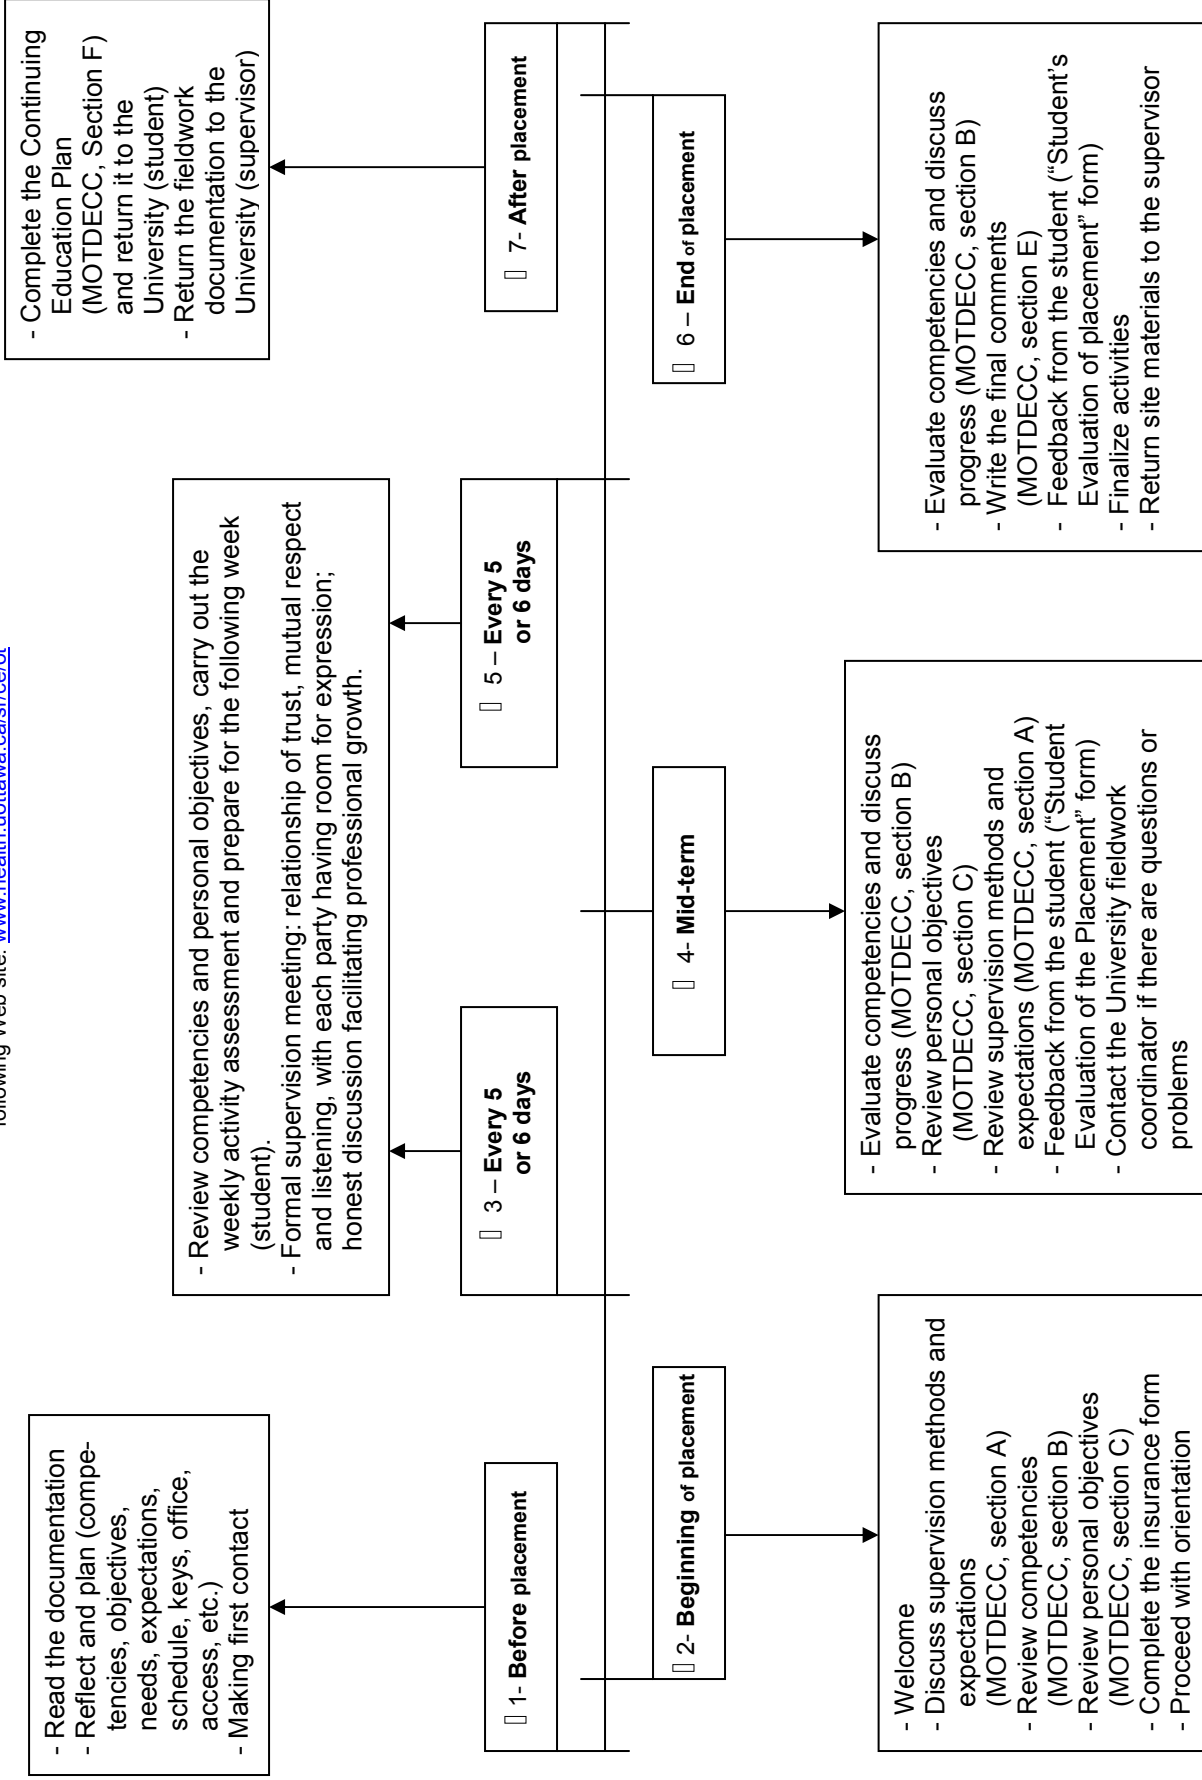 following Web site: www.health.uottawa.ca/sr/ce/ot
- Read the documentation
- Reflect and plan (compe-
tencies, objectives,
needs, expectations,
schedule, keys, office,
access, etc.)
- Making first contact
1- Before placement
2- Beginning of placement
- Welcome
- Discuss supervision methods and
expectations
(MOTDECC, section A)
- Review competencies
(MOTDECC, section B)
- Review personal objectives
(MOTDECC, section C)
- Complete the insurance form
- Proceed with orientation
- Review competencies and personal objectives, carry out the
weekly activity assessment and prepare for the following week
(student).
- Formal supervision meeting: relationship of trust, mutual respect
and listening, with each party having room for expression;
honest discussion facilitating professional growth.
3 – Every 5
or 6 days
4- Mid-term
- Evaluate competencies and discuss
progress (MOTDECC, section B)
- Review personal objectives
(MOTDECC, section C)
- Review supervision methods and
expectations (MOTDECC, section A)
- Feedback from the student (“Student
Evaluation of the Placement” form)
- Contact the University fieldwork
coordinator if there are questions or
problems
5 – Every 5
or 6 days
6 – End of placement
- Evaluate competencies and discuss
progress (MOTDECC, section B)
- Write the final comments
(MOTDECC, section E)
- Feedback from the student (“Student’s
Evaluation of placement” form)
- Finalize activities
- Return site materials to the supervisor
7- After placement
- Complete the Continuing
Education Plan
(MOTDECC, Section F)
and return it to the
University (student)
- Return the fieldwork
documentation to the
University (supervisor)